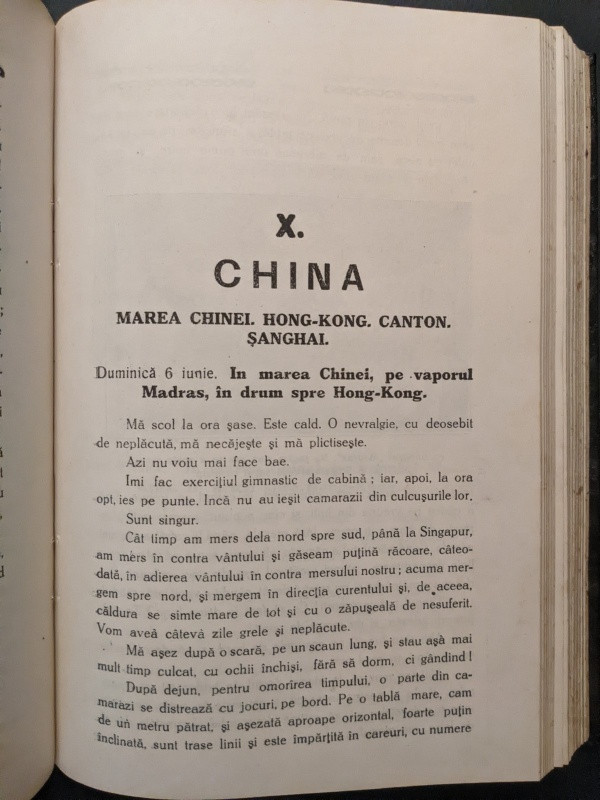 X.
CHINA
MAREA CHINEI. HONG-KONG. CANTON.
ŞANGHAI.
Duminică 6 iunie. In marea Chinei, pe vaporul
Madras, în drum spre Hong-Kong.
Mă scol la ora şase. Este cald. O nevralgie, cu deosebit
de neplăcută, mă necăjeşte şi mă plictiseşte.
Azi nu voiu mai face bae.
Imi fac exerciţiul gimnastic de cabină ; iar, apoi, la ora
opt, ies pe punte. Incă nu au ieşit camarazii din culcuşurile lor.
Sunt singur.
Cât timp am mers dela nord spre sud, până la Singapur,
am mers în contra vântului şi găseam puţină răcoare, câteo-
dată, în adierea vântului în contra mersului nostru ; acuma mer-
gem spre nord, şi mergem în direcţia curentului şi, de aceea,
căldura se simte mare de tot şi cu o zăpuşeală de nesuferit.
Vom aveà câtevă zile grele şi neplăcute.
Mă aşez după o scară, pe un scaun lung, şi stau aşà mai
mult timp culcat, cu ochii închişi, fără să dorm, ci gândind !
După dejun, pentru omorîrea timpului, o parte din ca-
marazi se distrează cu jocuri, pe bord. Pe o tablă mare, cam
de un metru pătrat, şi aşezată aproape orizontal, foarte puţin
înclinată, sunt trase linii şi este împărţită în careuri, cu numere